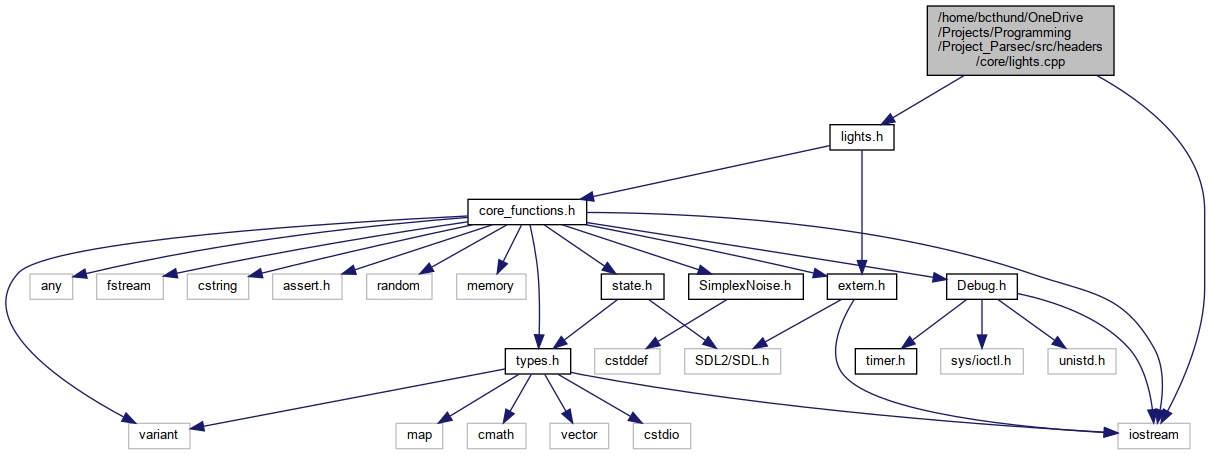 /home/bcthund/OneDrive
/Projects/Programming
/Project_Parsec/src/headers
/core/lights.cpp
lights.h
core_functions.h
any
fstream
cstring
assert.h
random
memory
state.h
SimplexNoise.h
extern.h
Debug.h
types.h
cstddef
SDL2/SDL.h
timer.h
sys/ioctl.h
unistd.h
variant
map
cmath
vector
cstdio
iostream